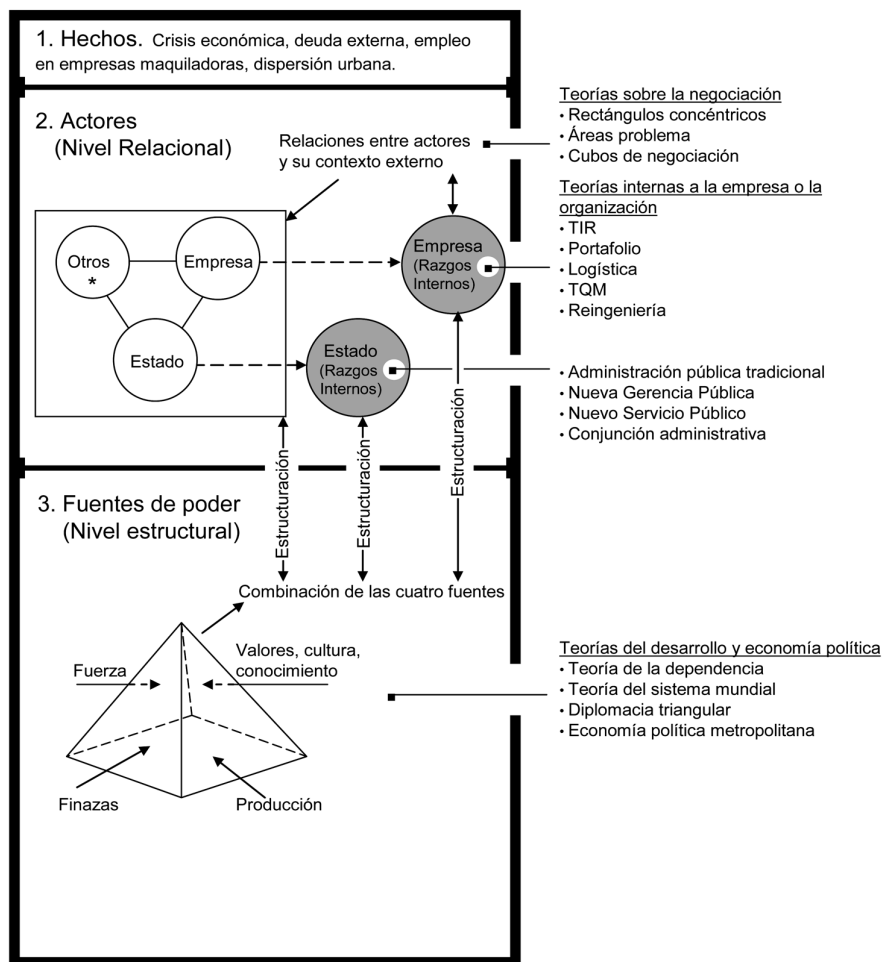 1. Hechos. Crisis económica, deuda externa, empleo
en empresas maquiladoras, dispersión urbana.
2. Actores
(Nivel Relacional)
Relaciones entre actores
y su contexto externo
Otros
*
Empresa
Estado
Empresa
(Razgos
Internos)
Estado
(Razgos
Internos)
Teorías sobre la negociación
• Rectángulos concéntricos
• Áreas problema
• Cubos de negociación
Teorías internas a la empresa o la
organización
• TIR
• Portafolio
• Logística
• TQM
• Reingeniería
• Administración pública tradicional
• Nueva Gerencia Pública
• Nuevo Servicio Público
• Conjunción administrativa
Estructuración
Estructuración
Estructuración
3. Fuentes de poder
(Nivel estructural)
Combinación de las cuatro fuentes
Fuerza
Valores, cultura,
conocimiento
Finazas
Producción
Teorías del desarrollo y economía política
• Teoría de la dependencia
• Teoría del sistema mundial
• Diplomacia triangular
• Economía política metropolitana